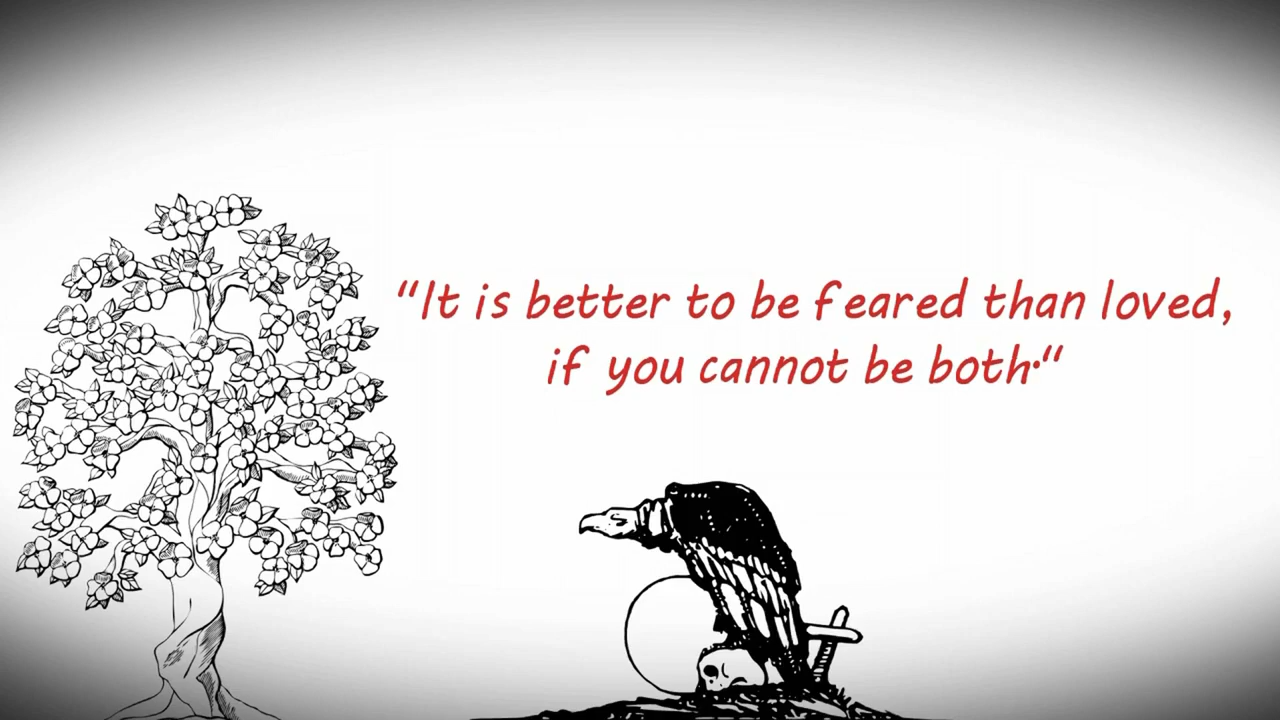 “It is better to be feared than loved,
if you cannot be both.“